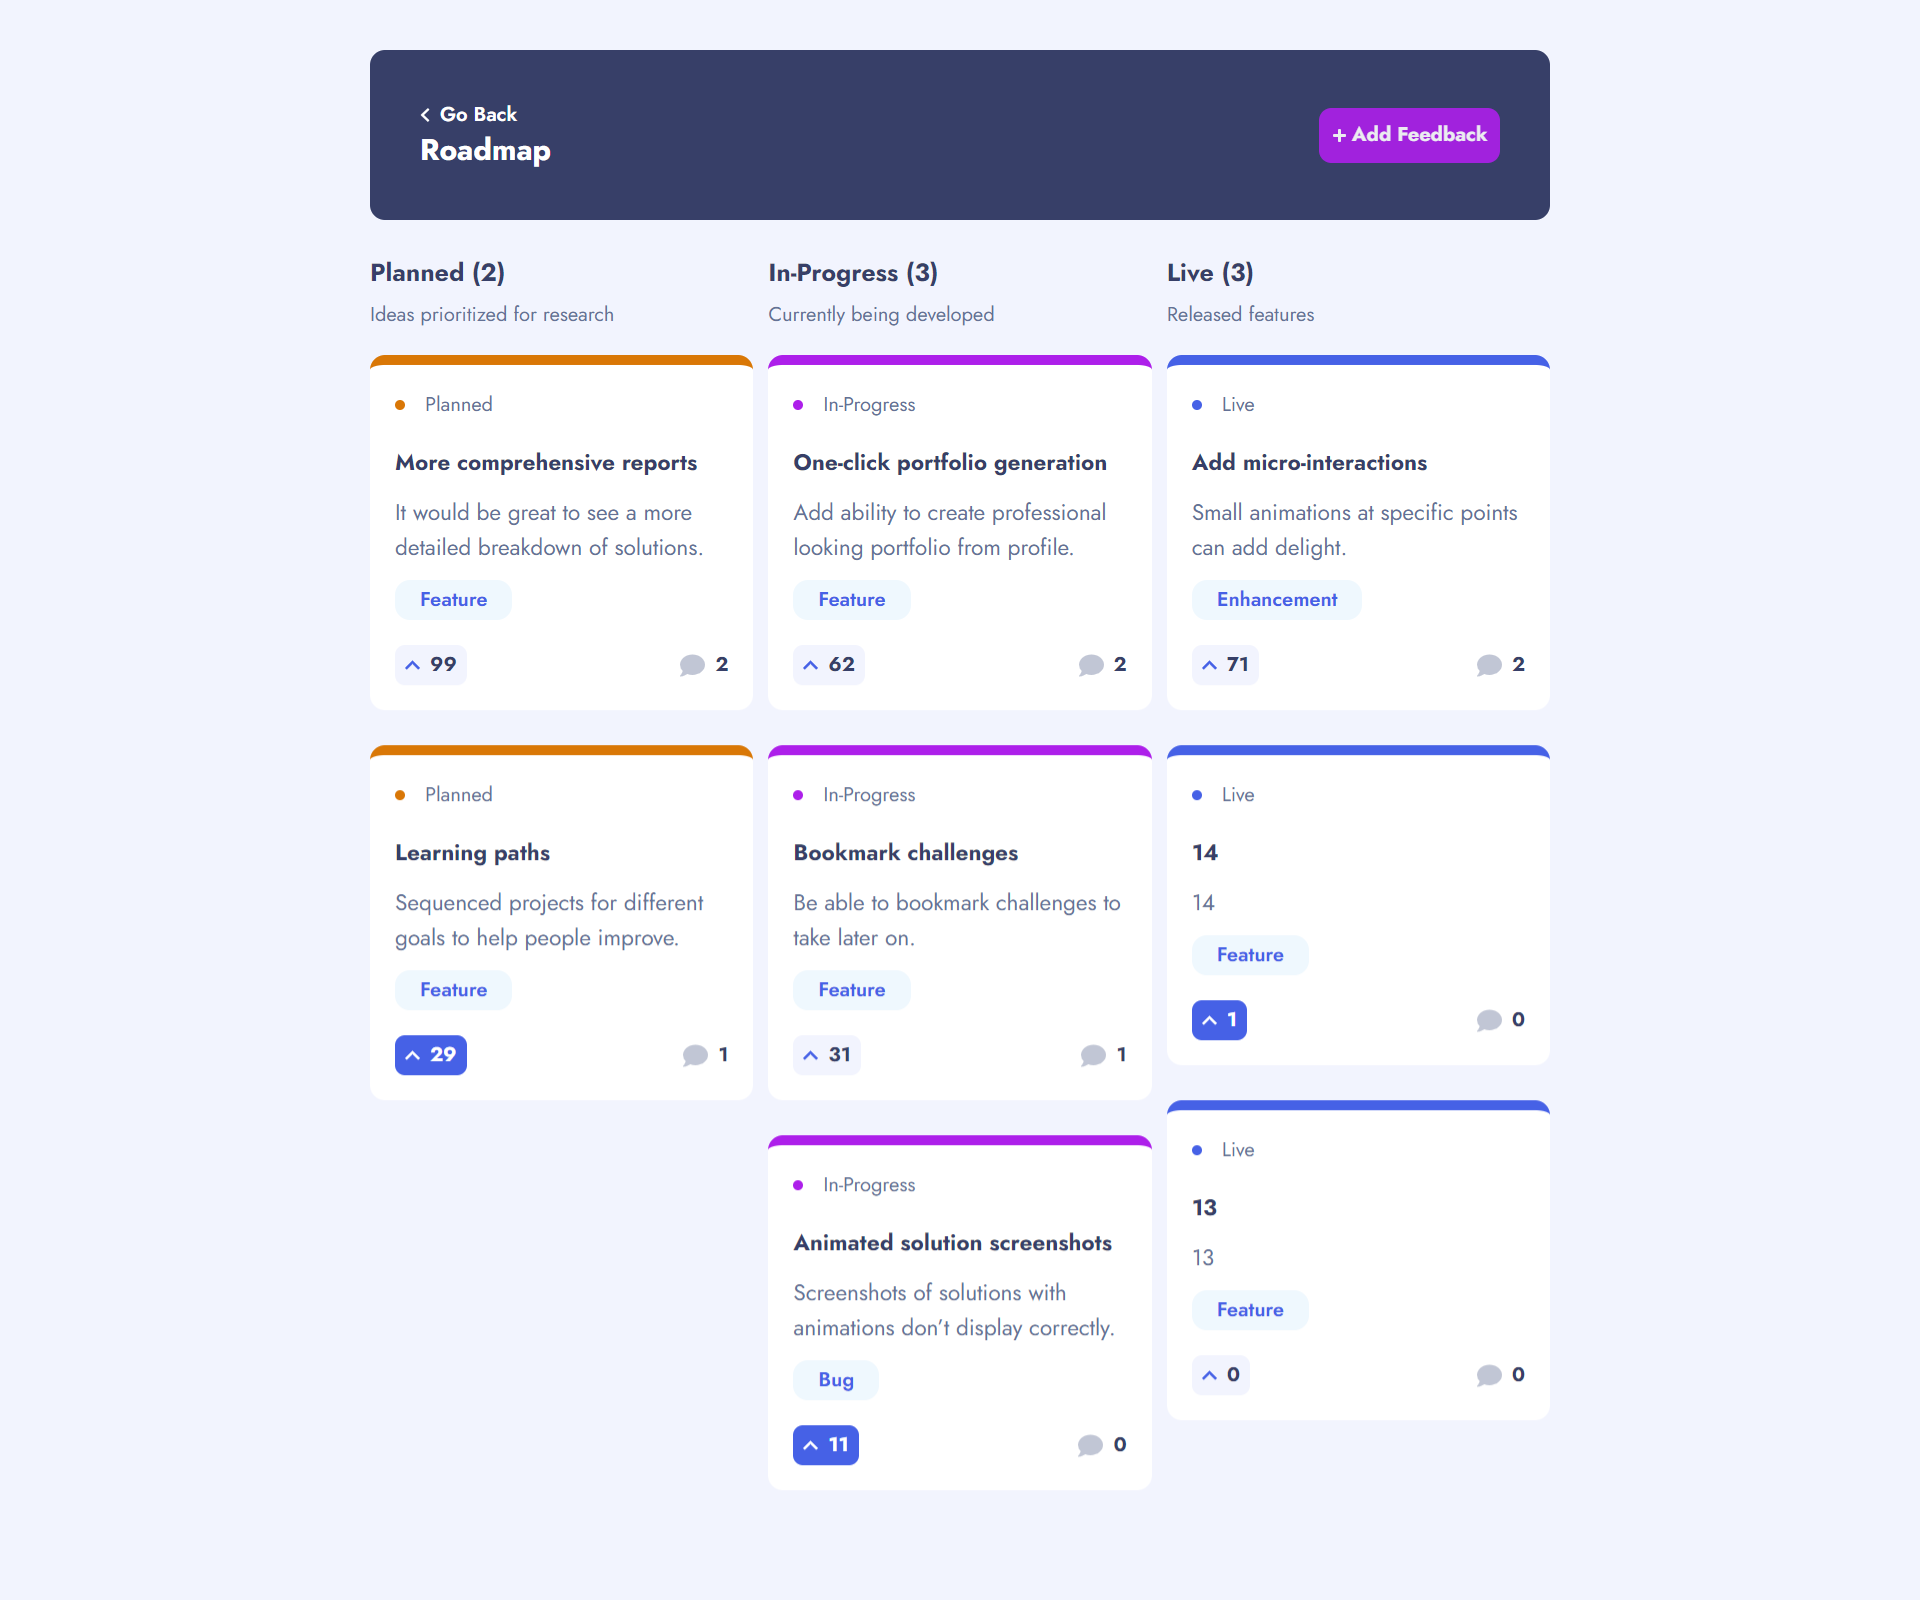 Go Back
Roadmap
+ Add Feedback
Planned (2)
Ideas prioritized for research
Planned
More comprehensive reports
It would be great to see a more
detailed breakdown of solutions.
Feature
99
2
Planned
Learning paths
Sequenced projects for different
goals to help people improve.
Feature
29
1
In-Progress (3)
Currently being developed
In-Progress
One-click portfolio generation
Add ability to create professional
looking portfolio from profile.
Feature
62
2
In-Progress
Bookmark challenges
Be able to bookmark challenges to
take later on.
Feature
31
1
In-Progress
Animated solution screenshots
Screenshots of solutions with
animations don’t display correctly.
Bug
11
0
Live (3)
Released features
Live
Add micro-interactions
Small animations at specific points
can add delight.
Enhancement
71
2
Live
14
14
Feature
1
0
Live
13
13
Feature
0
0